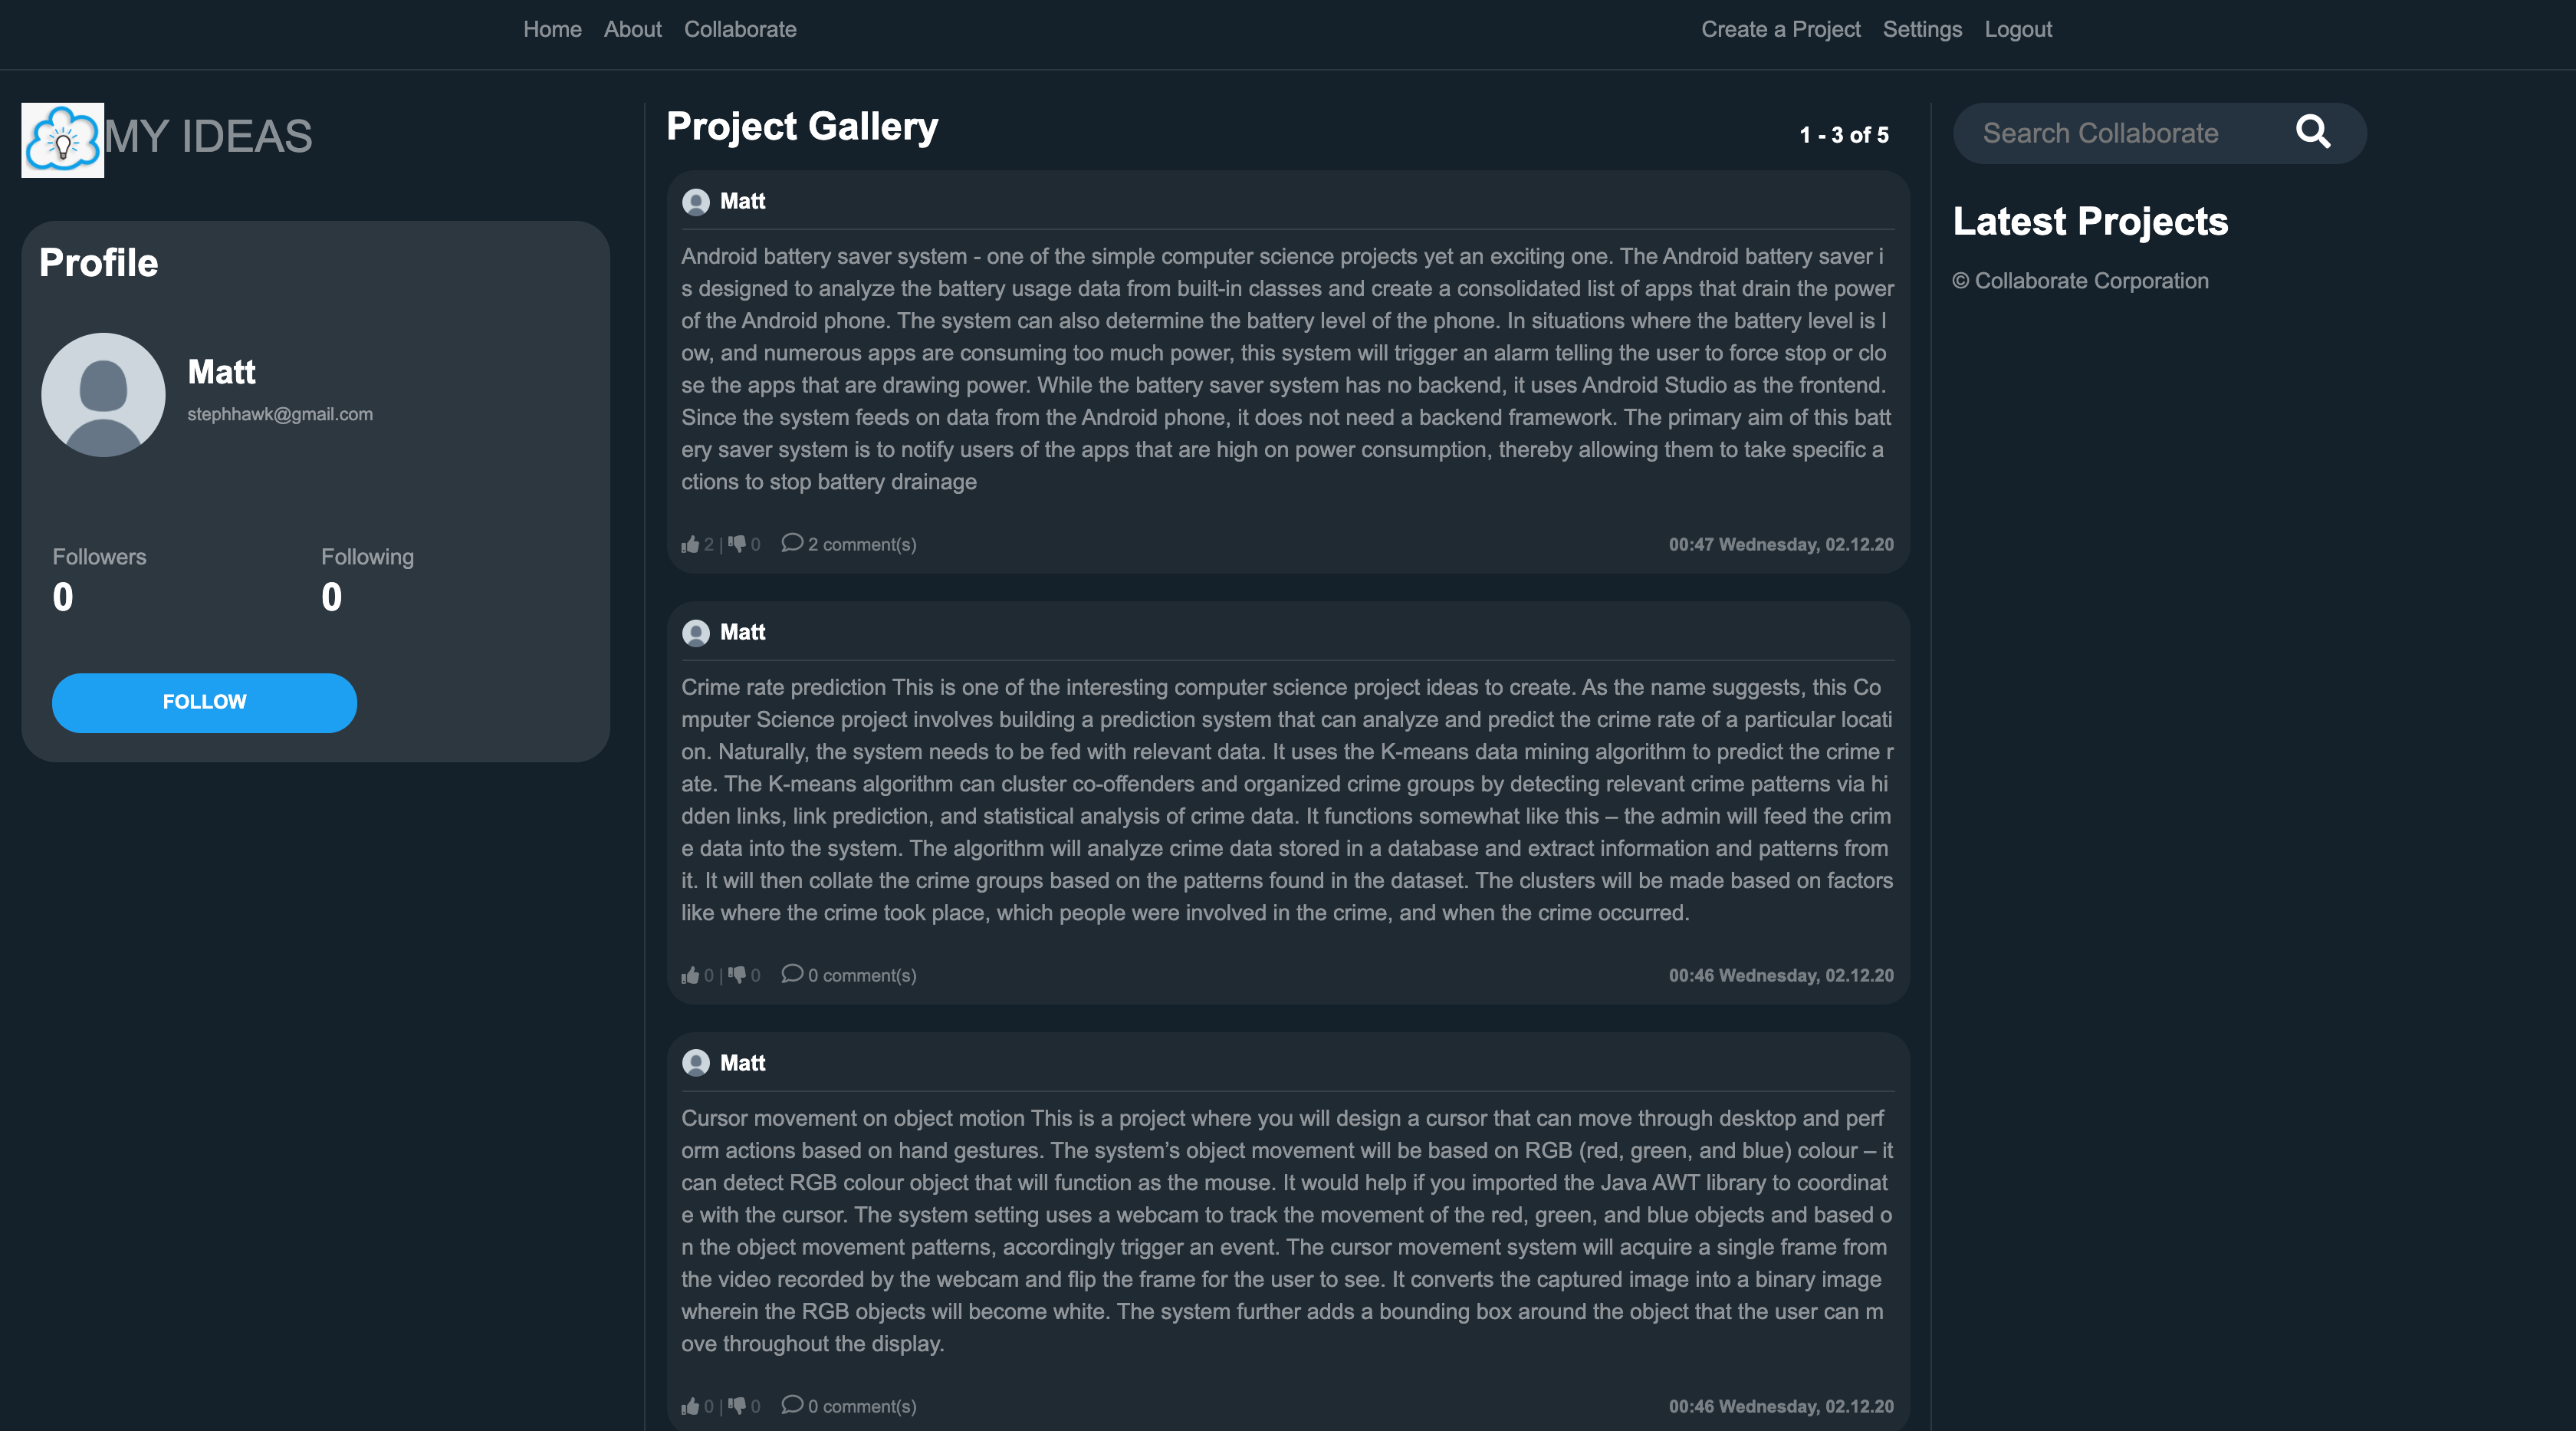 Home About Collaborate
Create a Project Settings Logout
MY IDEAS
Profile
Matt
stephhawk@gmail.com
Followers
0
Following
0
FOLLOW
Project Gallery
1 - 3 of 5
Matt
Android battery saver system - one of the simple computer science projects yet an exciting one. The Android battery saver i
s designed to analyze the battery usage data from built-in classes and create a consolidated list of apps that drain the power
of the Android phone. The system can also determine the battery level of the phone. In situations where the battery level is l
ow, and numerous apps are consuming too much power, this system will trigger an alarm telling the user to force stop or clo
se the apps that are drawing power. While the battery saver system has no backend, it uses Android Studio as the frontend.
Since the system feeds on data from the Android phone, it does not need a backend framework. The primary aim of this batt
ery saver system is to notify users of the apps that are high on power consumption, thereby allowing them to take specific a
ctions to stop battery drainage
2 | 0 2 comment(s)
00:47 Wednesday, 02.12.20
Matt
Crime rate prediction This is one of the interesting computer science project ideas to create. As the name suggests, this Co
mputer Science project involves building a prediction system that can analyze and predict the crime rate of a particular locati
on. Naturally, the system needs to be fed with relevant data. It uses the K-means data mining algorithm to predict the crime r
ate. The K-means algorithm can cluster co-offenders and organized crime groups by detecting relevant crime patterns via hi
dden links, link prediction, and statistical analysis of crime data. It functions somewhat like this – the admin will feed the crim
e data into the system. The algorithm will analyze crime data stored in a database and extract information and patterns from
it. It will then collate the crime groups based on the patterns found in the dataset. The clusters will be made based on factors
like where the crime took place, which people were involved in the crime, and when the crime occurred.
0 | 0 0 comment(s)
00:46 Wednesday, 02.12.20
Matt
Cursor movement on object motion This is a project where you will design a cursor that can move through desktop and perf
orm actions based on hand gestures. The system’s object movement will be based on RGB (red, green, and blue) colour – it
can detect RGB colour object that will function as the mouse. It would help if you imported the Java AWT library to coordinat
e with the cursor. The system setting uses a webcam to track the movement of the red, green, and blue objects and based o
n the object movement patterns, accordingly trigger an event. The cursor movement system will acquire a single frame from
the video recorded by the webcam and flip the frame for the user to see. It converts the captured image into a binary image
wherein the RGB objects will become white. The system further adds a bounding box around the object that the user can m
ove throughout the display.
0 | 0 0 comment(s)
00:46 Wednesday, 02.12.20
Search Collaborate
Latest Projects
© Collaborate Corporation